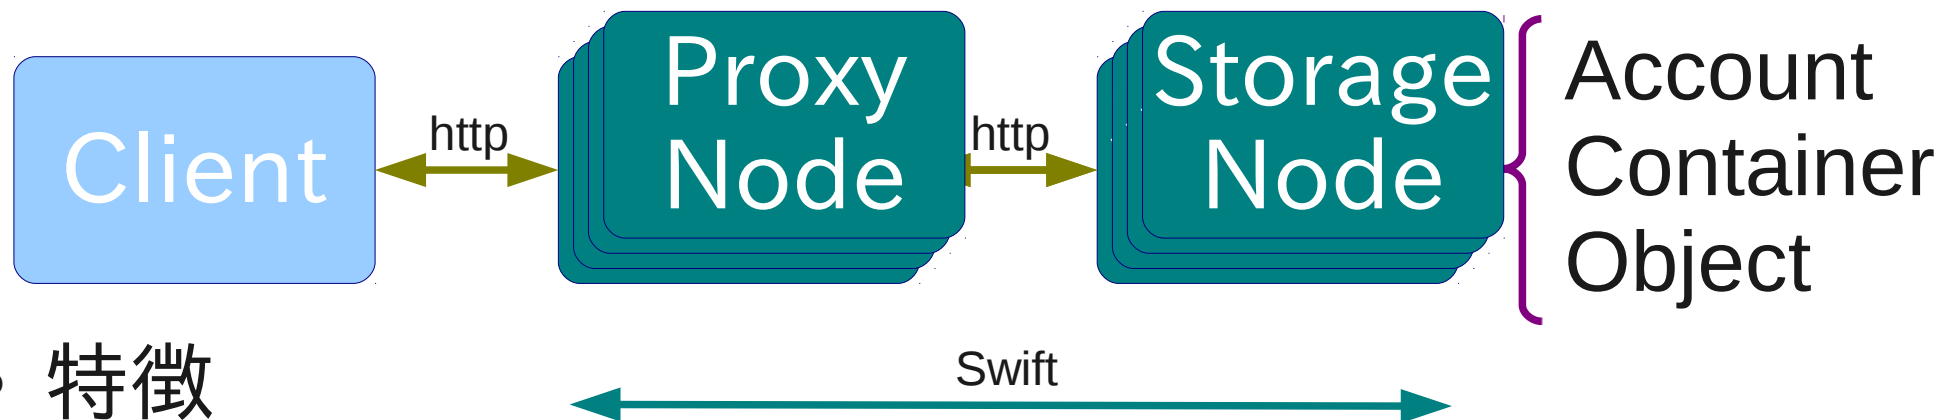 Client
http
Proxy
Node
http
Storage
Node
Account
Container
Object
Swift
• 特徴